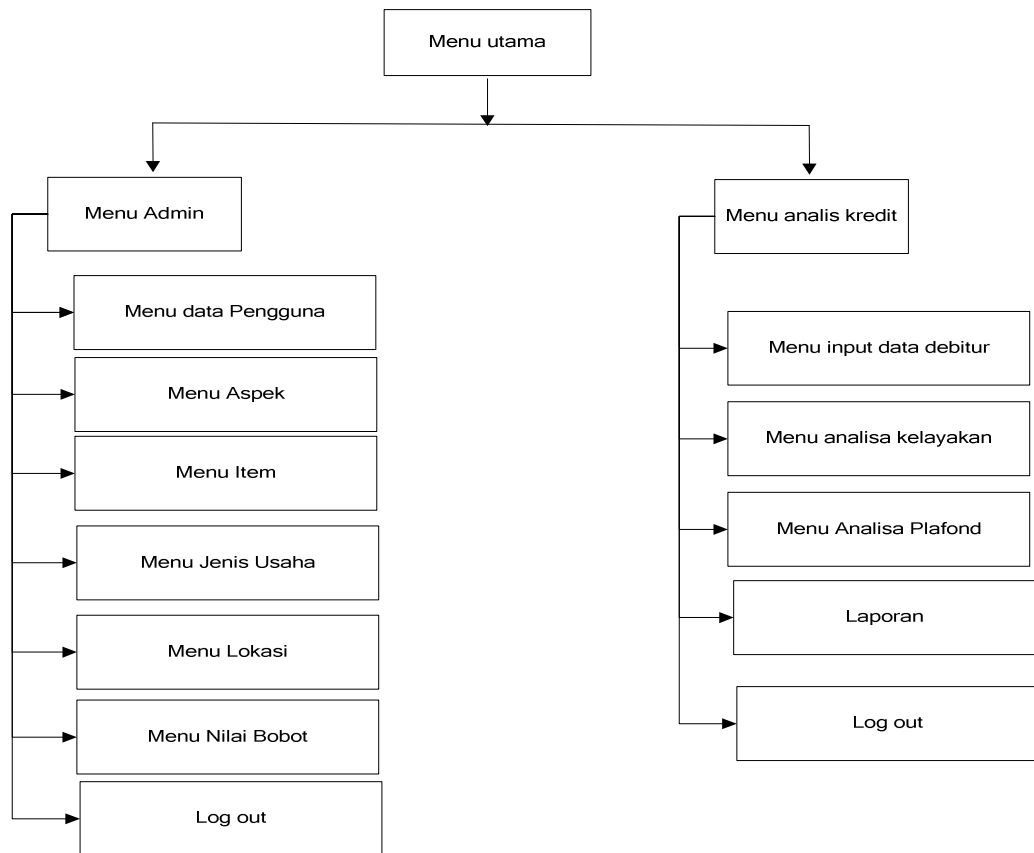 Menu utama
Menu Admin
Menu data Pengguna
Menu Aspek
Menu Item
Menu Jenis Usaha
Menu Lokasi
Menu Nilai Bobot
Log out
Menu analis kredit
Menu input data debitur
Menu analisa kelayakan
Menu Analisa Plafond
Laporan
Log out